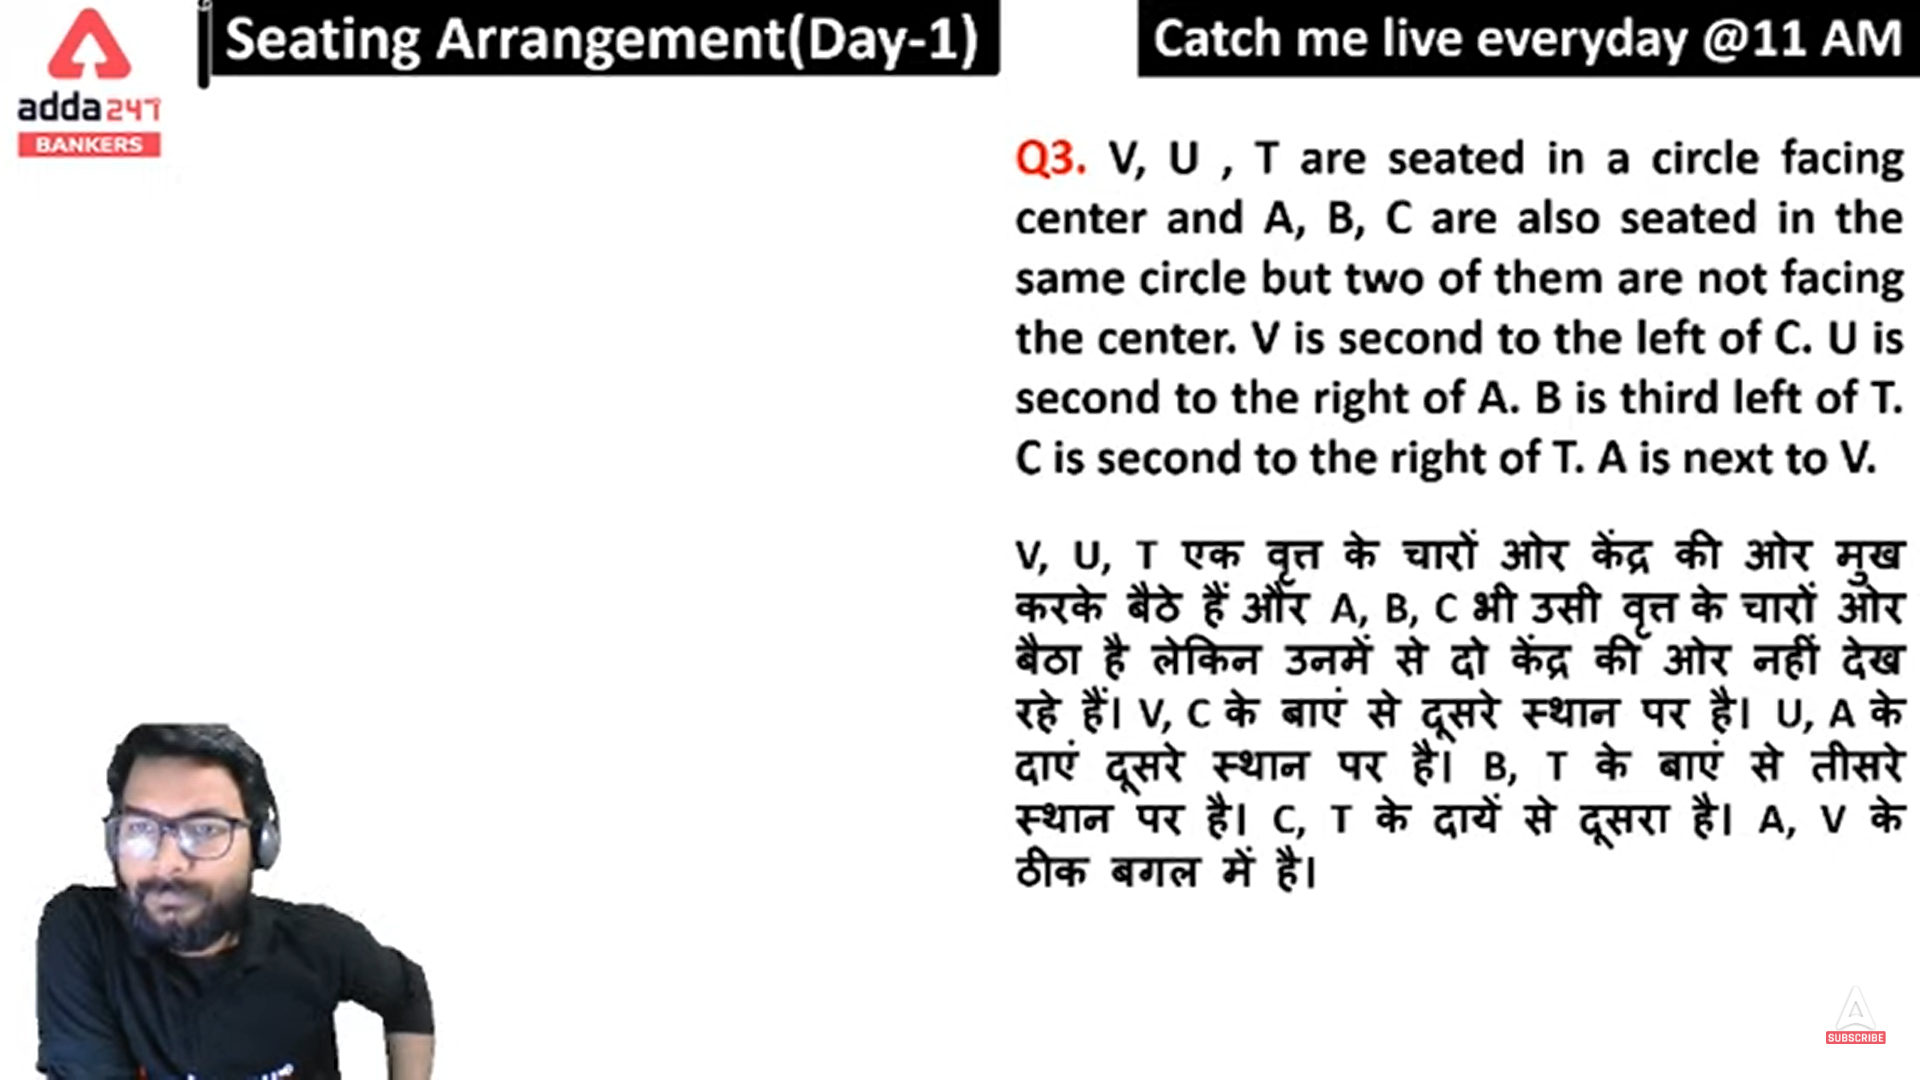 Seating Arrangement(Day-1)
Catch me live everyday @11 AM
adda247
BANKERS
Q3. V, U , T are seated in a circle facing
center and A, B, C are also seated in the
same circle but two of them are not facing
the center. V is second to the left of C. U is
second to the right of A. B is third left of T.
C is second to the right of T. A is next to V.
V, U, T एक वृत्त के चारों ओर केंद्र की ओर मुख
करके बैठे हैं और A, B, C भी उसी वृत्त के चारों ओर
बैठा है लेकिन उनमें से दो केंद्र की ओर नहीं देख
रहे हैं। V, C के बाएं से दूसरे स्थान पर है। U, A के
दाएं दूसरे स्थान पर है। B, T के बाएं से तीसरे
स्थान पर है। C, T के दायें से दूसरा है। A, V के
ठीक बगल में है।
SUBSCRIBE